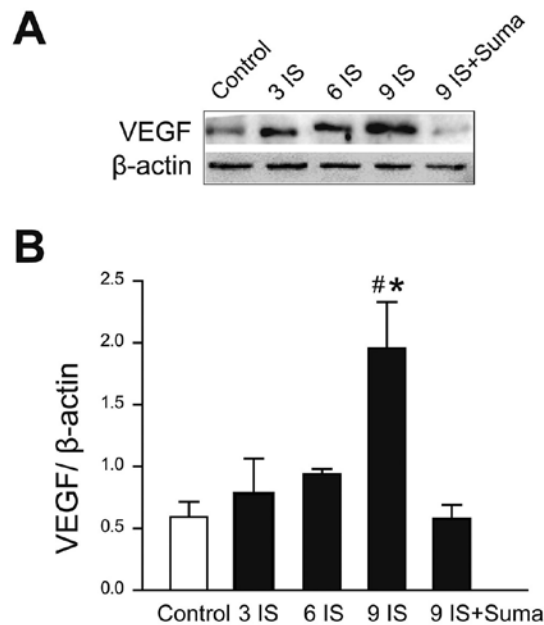 A
Control 3 IS 6 IS 9 IS 9 IS+Suma
VEGF
β-actin
B
2.5
2.0
1.5
1.0
0.5
0.0
VEGF/ β-actin
#*
Control 3 IS 6 IS 9 IS 9 IS+Suma